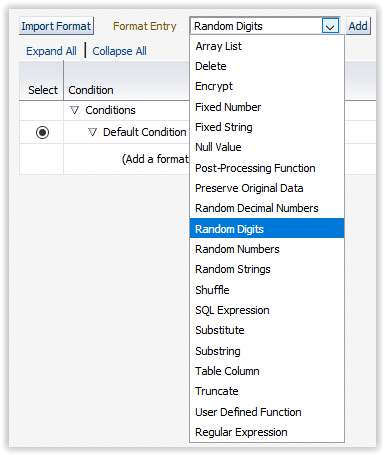 Import Format Format Entry Random Digits Add
Expand All Collapse All
Select Condition
Conditions
Default Condition
(Add a format
Array List
Delete
Encrypt
Fixed Number
Fixed String
Null Value
Post-Processing Function
Preserve Original Data
Random Decimal Numbers
Random Digits
Random Numbers
Random Strings
Shuffle
SQL Expression
Substitute
Substring
Table Column
Truncate
User Defined Function
Regular Expression